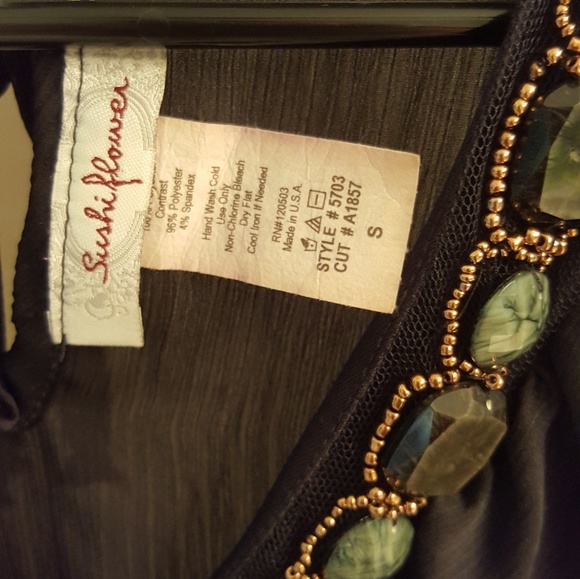 Sushi flower
Contrast
96% Polyester
4% Spandex
Hand Wash Cold
Use Only
Non-Chlorine Bleach
Dry Flat
Cool Iron If Needed
RN#120503
Made in U.S.A.
STYLE # 5703
CUT # A1857
S